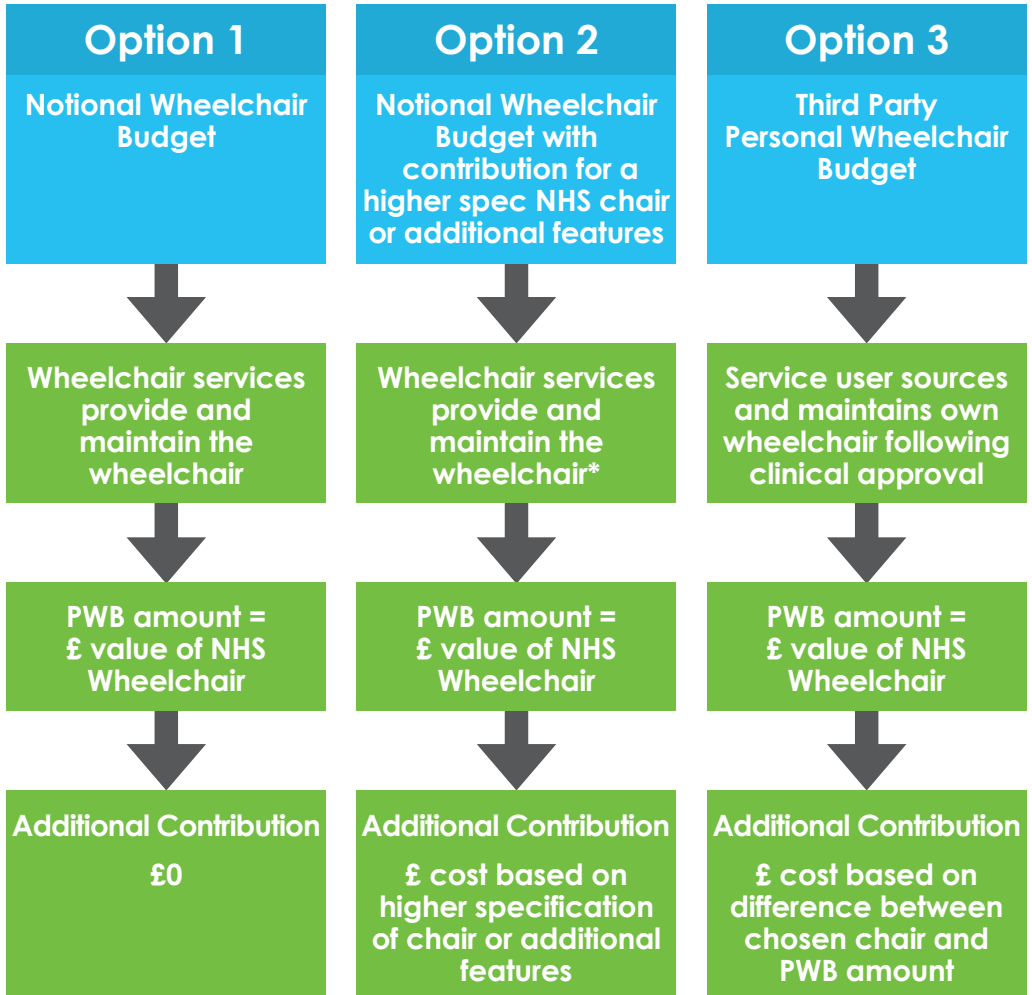 Option 1
Notional Wheelchair
Budget
Wheelchair services
provide and
maintain the
wheelchair
PWB amount =
£ value of NHS
Wheelchair
Additional Contribution
£0
Option 2
Notional Wheelchair
Budget with
contribution for a
higher spec NHS chair
or additional features
Wheelchair services
provide and
maintain the
wheelchair*
PWB amount =
£ value of NHS
Wheelchair
Additional Contribution
£ cost based on
higher specification
of chair or additional
features
Option 3
Third Party
Personal Wheelchair
Budget
Service user sources
and maintains own
wheelchair following
clinical approval
PWB amount =
£ value of NHS
Wheelchair
Additional Contribution
£ cost based on
difference between
chosen chair and
PWB amount